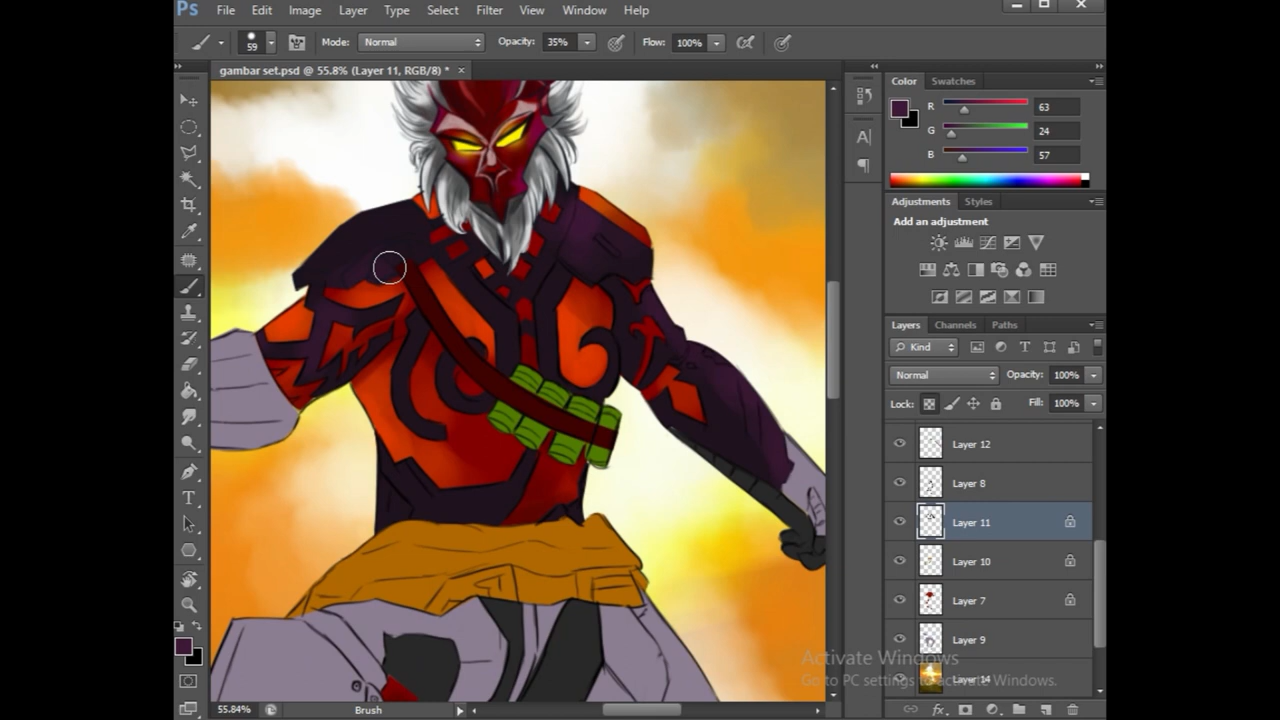 Ps File Edit Image Layer Type Select Filter View Window Help
59 Mode: Normal Opacity: 35% Flow: 100%
gambar set.psd @ 55.8% (Layer 11, RGB/8) * ×
Color Swatches
R 63
G 24
B 57
Adjustments Styles
Add an adjustment
Layers Channels Paths
Kind
Normal Opacity: 100%
Lock: Fill: 100%
Layer 12
Layer 8
Layer 11
Layer 10
Layer 7
Layer 9
Layer 14
Activate Windows
Go to PC settings to activate Windows.
55.84% Brush